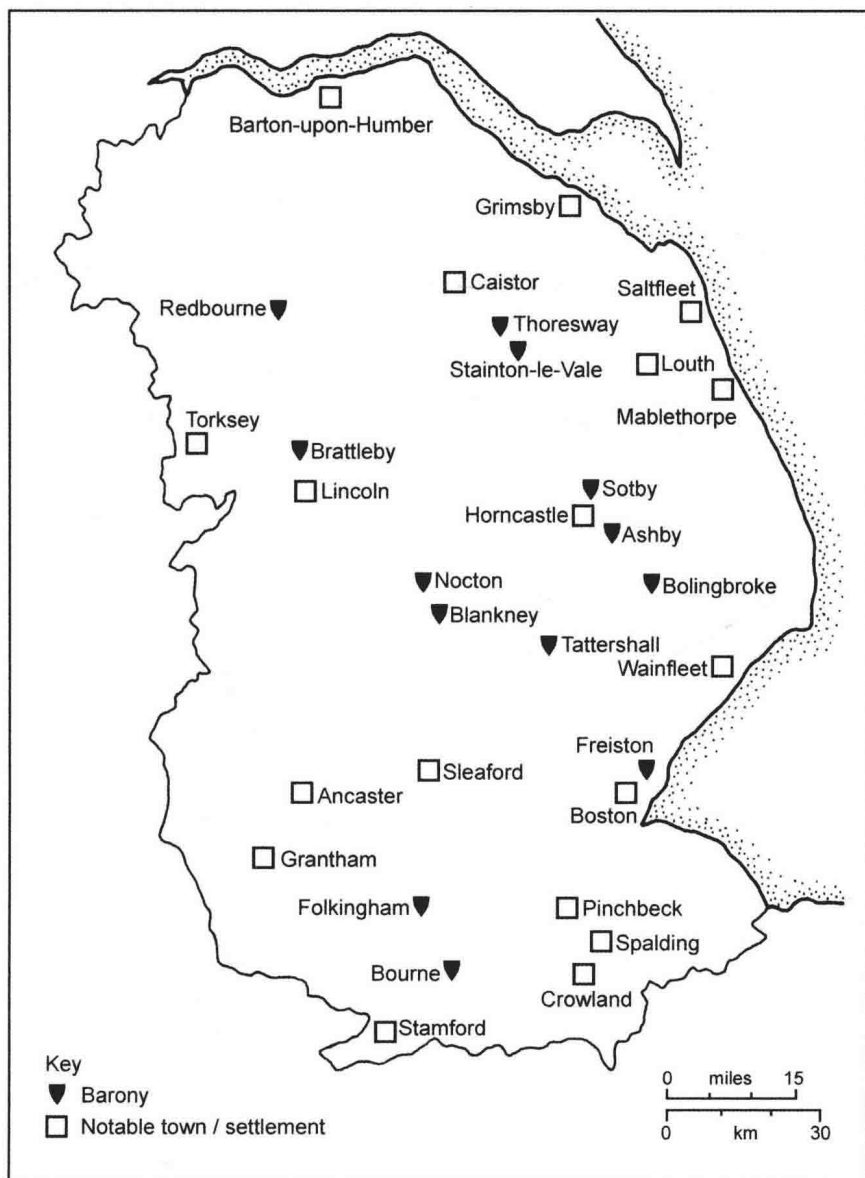 Barton-upon-Humber
Grimsby
Caistor
Saltfleet
Redbourne
Thoresway
Stainton-le-Vale
Louth
Mablethorpe
Torksey
Brattleby
Lincoln
Sotby
Horncastle
Ashby
Nocton
Bolingbroke
Blankney
Tattershall
Wainfleet
Freiston
Sleaford
Ancaster
Boston
Grantham
Folkingham
Pinchbeck
Spalding
Bourne
Crowland
Stamford
Key
Barony
Notable town / settlement
0 miles 15
0 km 30